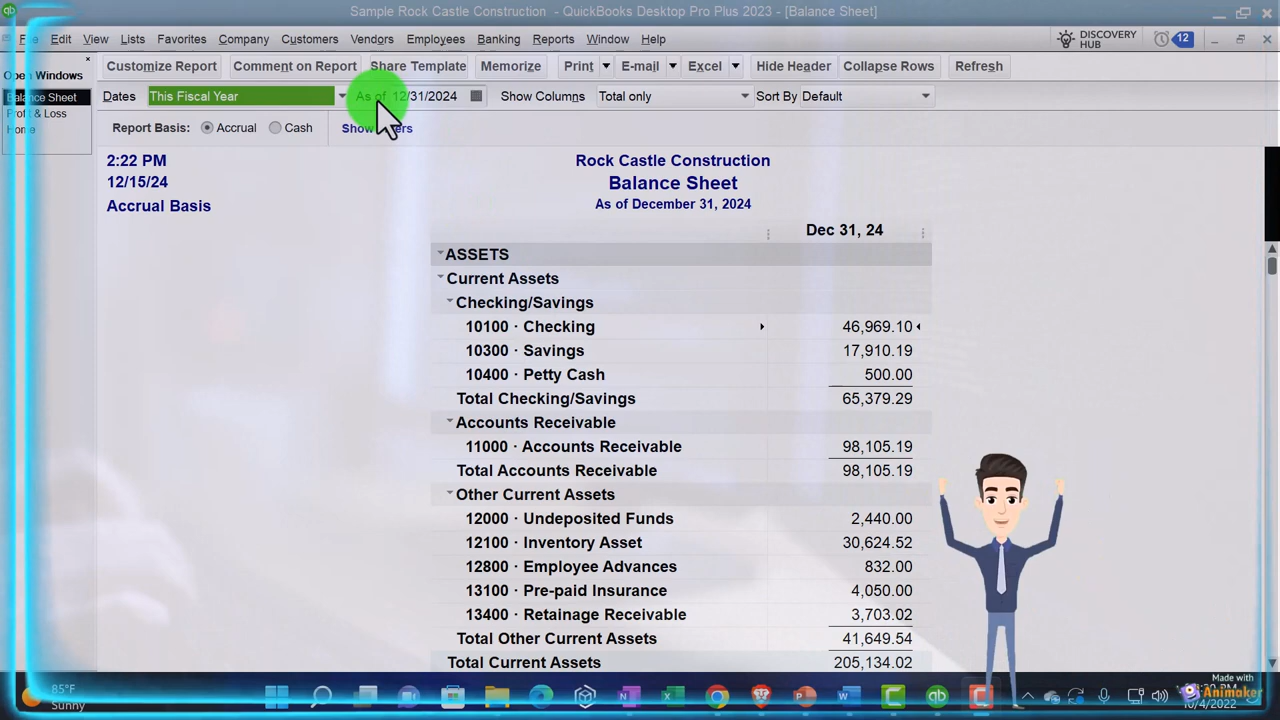 Sample Rock Castle Construction - QuickBooks Desktop Pro Plus 2023 - [Balance Sheet]
Edit View Lists Favorites Company Customers Vendors Employees Banking Reports Window Help
DISCOVERY HUB 12
Open Windows
Customize Report Comment on Report Share Template Memorize Print E-mail Excel Hide Header Collapse Rows Refresh
Balance Sheet
Dates This Fiscal Year As of 12/31/2024 Show Columns Total only Sort By Default
Profit & Loss
Home
Report Basis: Accrual Cash
2:22 PM
12/15/24
Accrual Basis
Rock Castle Construction
Balance Sheet
As of December 31, 2024
Dec 31, 24
ASSETS
Current Assets
Checking/Savings
10100 · Checking 46,969.10
10300 · Savings 17,910.19
10400 · Petty Cash 500.00
Total Checking/Savings 65,379.29
Accounts Receivable
11000 · Accounts Receivable 98,105.19
Total Accounts Receivable 98,105.19
Other Current Assets
12000 · Undeposited Funds 2,440.00
12100 · Inventory Asset 30,624.52
12800 · Employee Advances 832.00
13100 · Pre-paid Insurance 4,050.00
13400 · Retainage Receivable 3,703.02
Total Other Current Assets 41,649.54
Total Current Assets 205,134.02
85°F
Sunny
Made with
Animaker
10/4/2022